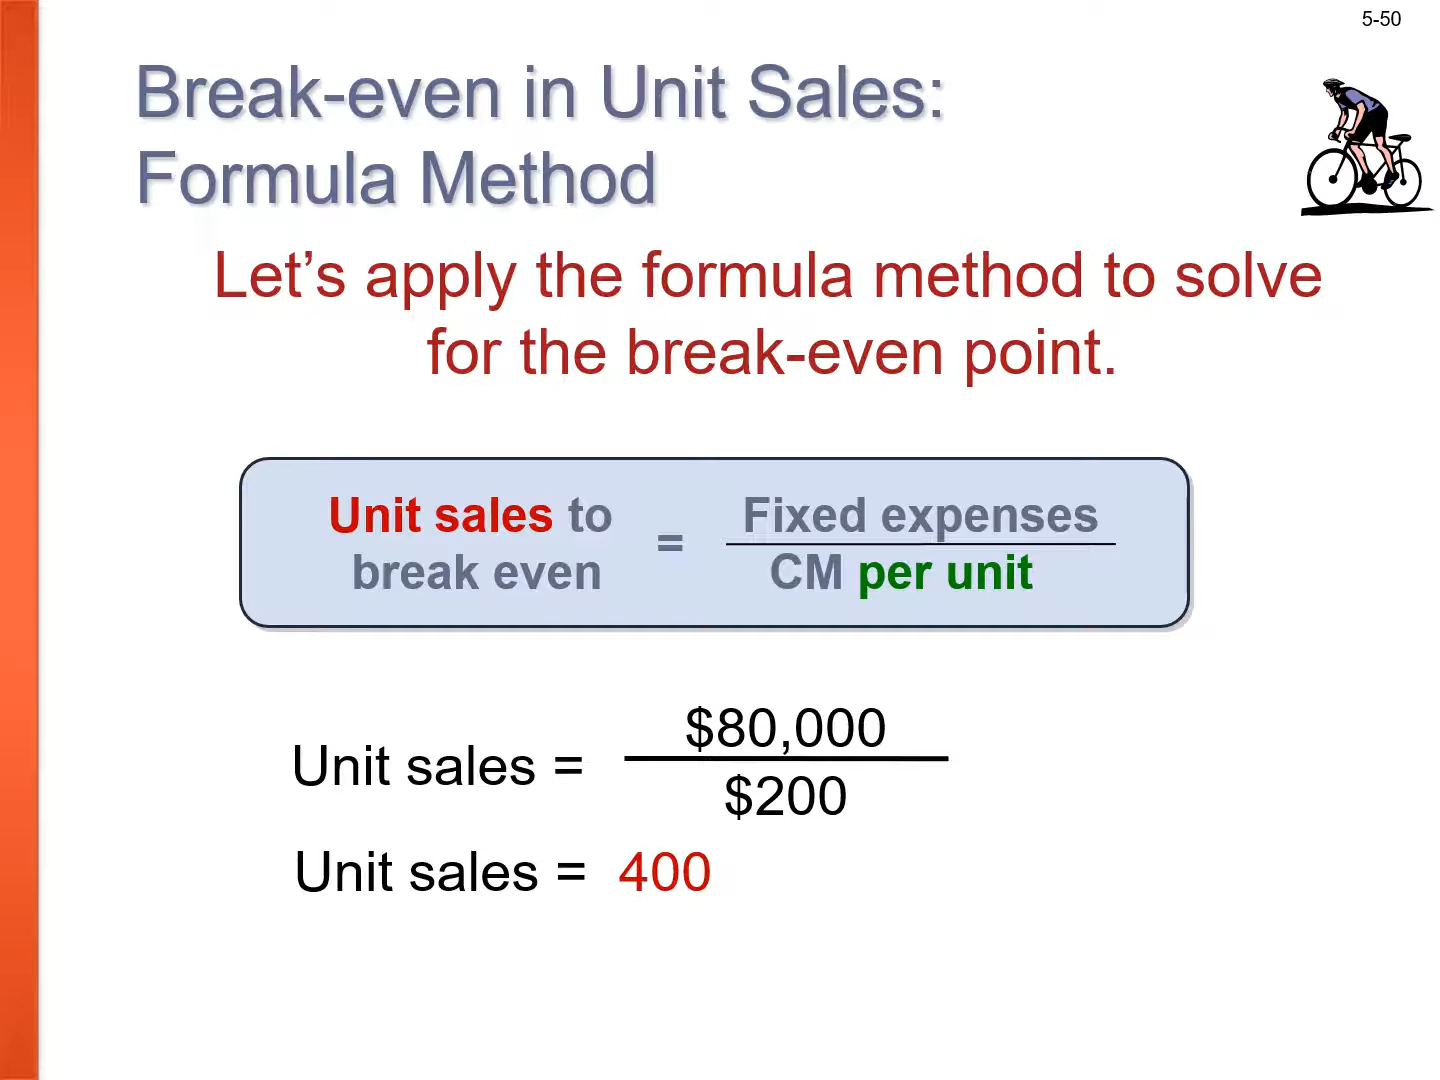 5-50
Break-even in Unit Sales:
Formula Method
Let’s apply the formula method to solve
for the break-even point.
Unit sales to
break even
=
Fixed expenses
CM per unit
Unit sales =
$80,000
$200
Unit sales = 400